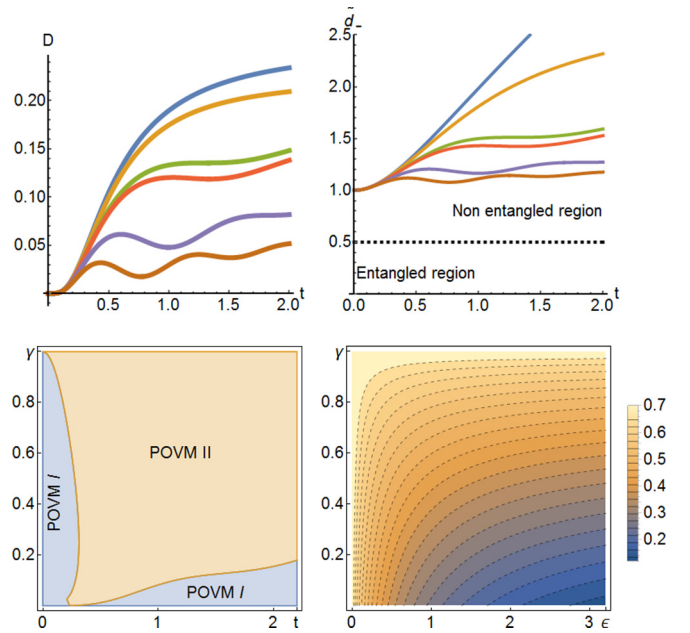 D
0.20
0.15
0.10
0.05
0.5 1.0 1.5 2.0 t
d̃_
2.5
2.0
1.5
1.0
0.5
Non entangled region
Entangled region
0.0 0.5 1.0 1.5 2.0 t
γ
0.8
0.6
0.4
0.2
POVM I
POVM II
POVM I
0 1 2 t
γ
0.8
0.6
0.4
0.2
0 1 2 3 ϵ
0.7
0.6
0.5
0.4
0.3
0.2